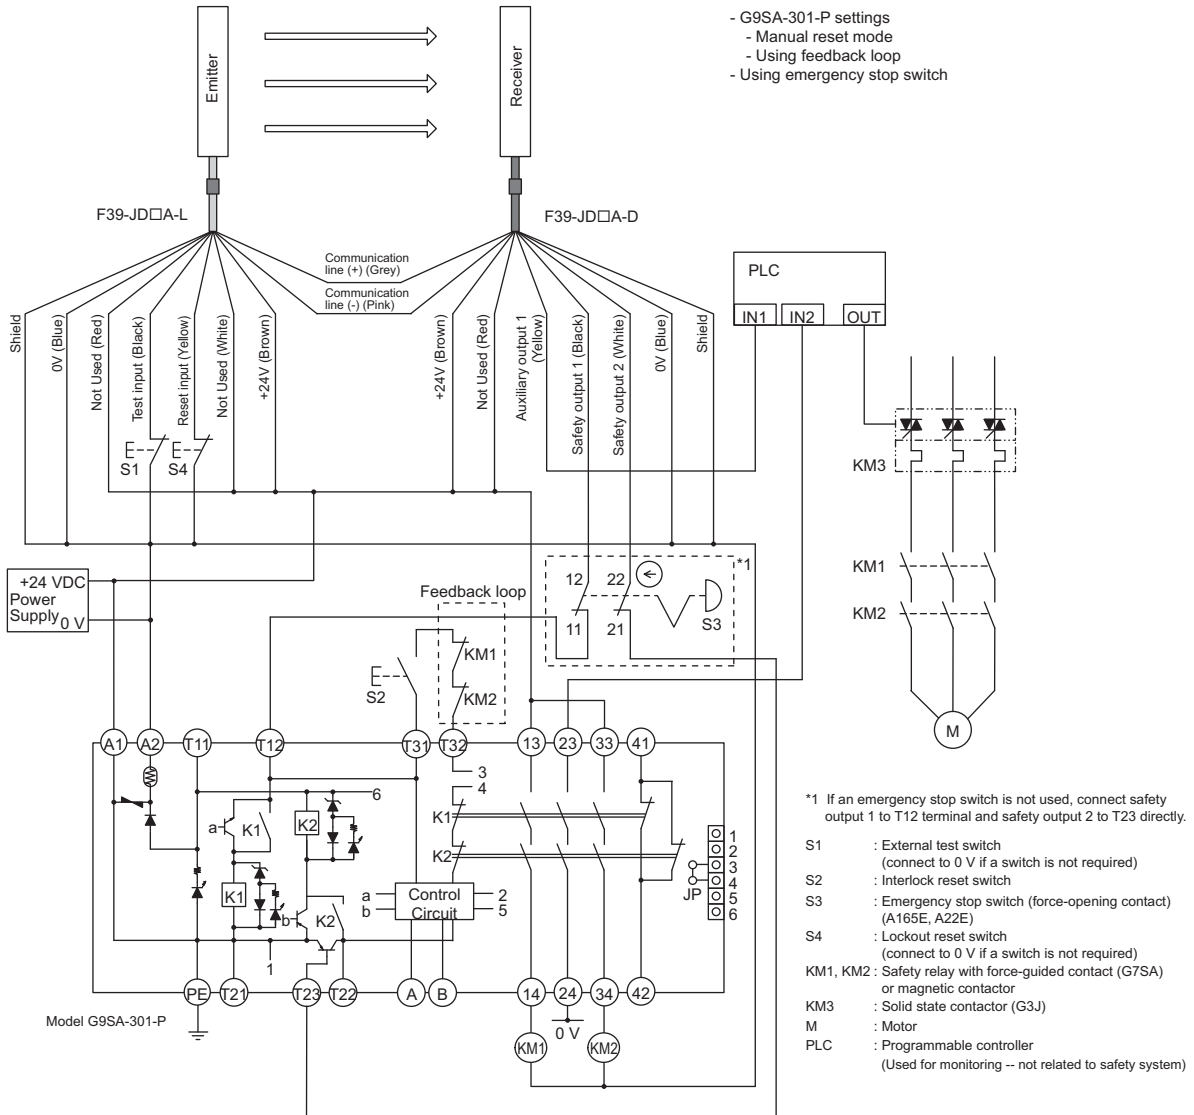 - G9SA-301-P settings
- Manual reset mode
- Using feedback loop
- Using emergency stop switch
Emitter
Receiver
F39-JD□A-L
F39-JD□A-D
Communication
line (+) (Grey)
Communication
line (-) (Pink)
Shield
0V (Blue)
Not Used (Red)
Test input (Black)
Reset input (Yellow)
Not Used (White)
+24V (Brown)
+24V (Brown)
Not Used (Red)
Auxiliary output 1
(Yellow)
Safety output 1 (Black)
Safety output 2 (White)
0V (Blue)
Shield
PLC
IN1 IN2 OUT
S1 S4
KM3
KM1
KM2
M
+24 VDC
Power
Supply 0 V
Feedback loop
KM1
KM2
S2
*1
12 22
11 21
S3
A1 A2 T11 T12 T31 T32 13 23 33 41
3
4
6
a K1 K2
K1
K2
K1
a
b
Control
Circuit
2
5
b K2
1
JP
1
2
3
4
5
6
PE T21 T23 T22 A B 14 24 34 42
Model G9SA-301-P
0 V
KM1 KM2
*1 If an emergency stop switch is not used, connect safety
output 1 to T12 terminal and safety output 2 to T23 directly.
S1 : External test switch
(connect to 0 V if a switch is not required)
S2 : Interlock reset switch
S3 : Emergency stop switch (force-opening contact)
(A165E, A22E)
S4 : Lockout reset switch
(connect to 0 V if a switch is not required)
KM1, KM2 : Safety relay with force-guided contact (G7SA)
or magnetic contactor
KM3 : Solid state contactor (G3J)
M : Motor
PLC : Programmable controller
(Used for monitoring -- not related to safety system)